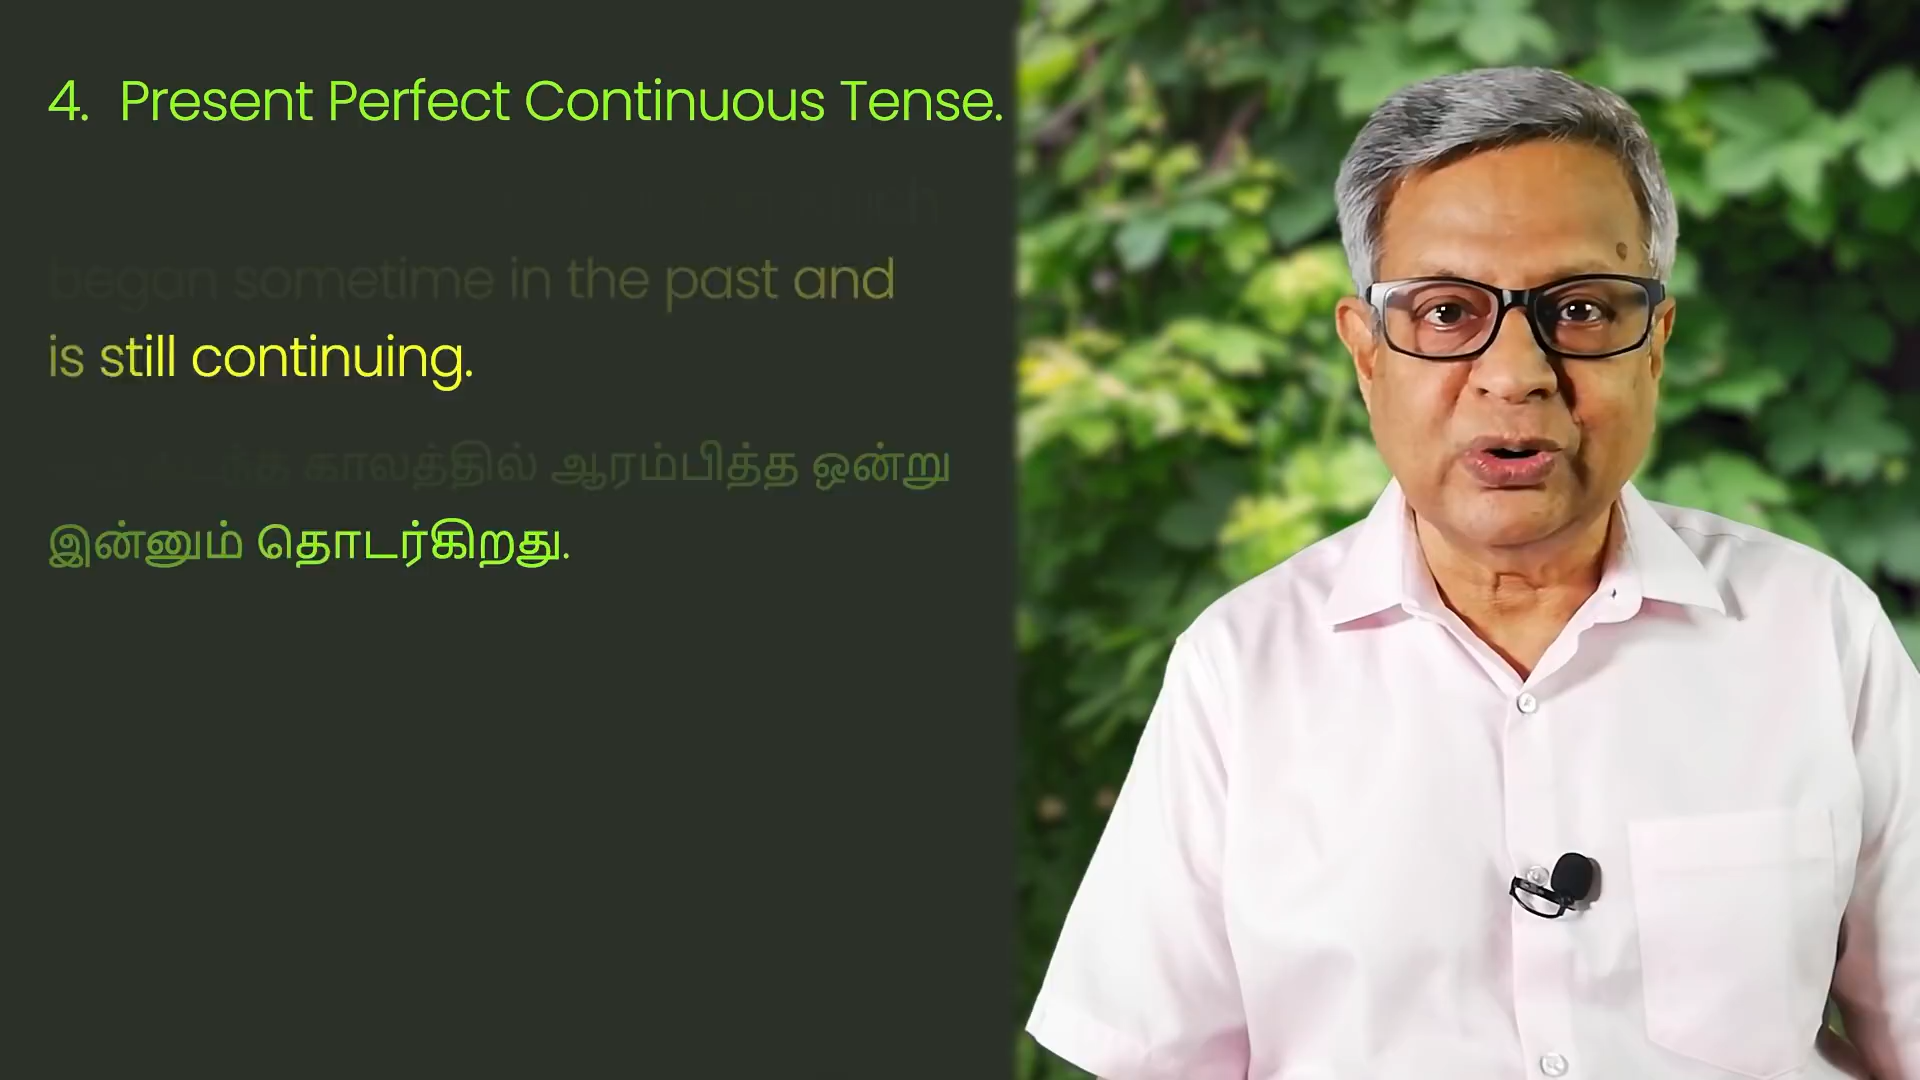 4. Present Perfect Continuous Tense.
which
began sometime in the past and
is still continuing.
காலத்தில் ஆரம்பித்த ஒன்று
இன்னும் தொடர்கிறது.